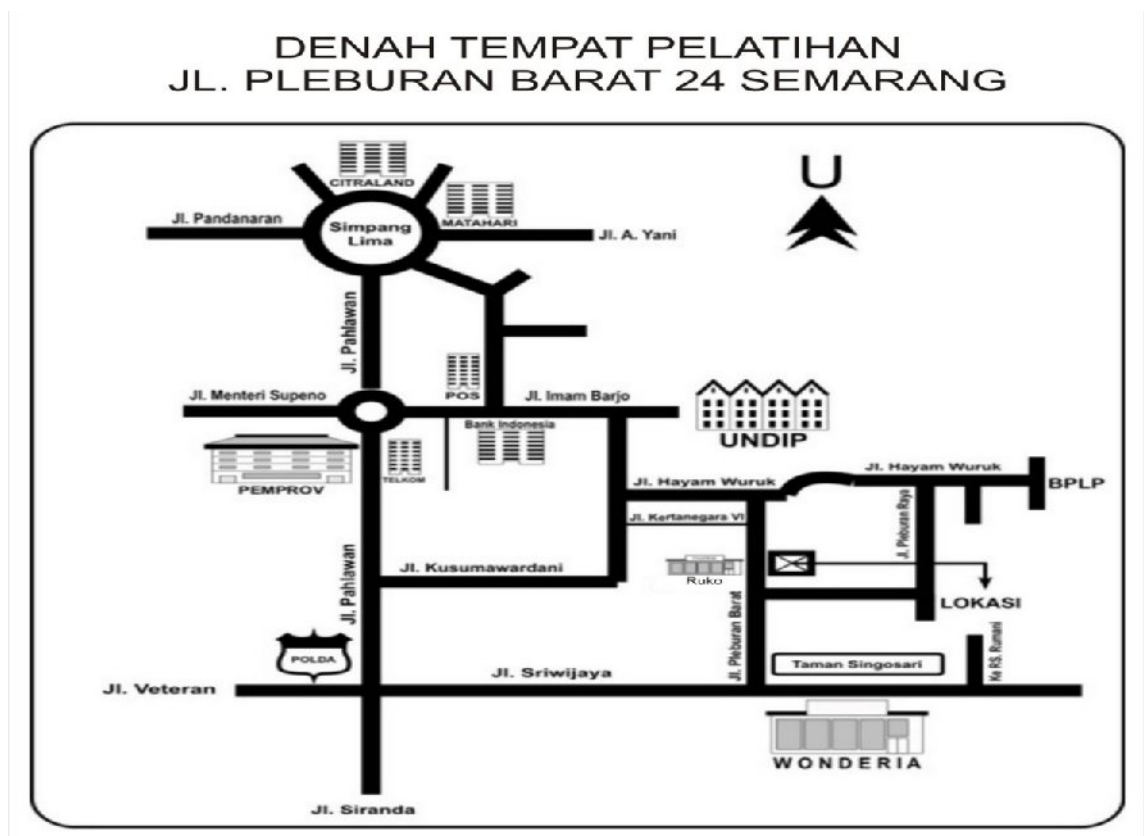 DENAH TEMPAT PELATIHAN
JL. PLEBURAN BARAT 24 SEMARANG
U
CITRALAND
MATAHARI
Jl. Pandanaran
Simpang
Lima
Jl. A. Yani
Jl. Pahlawan
POS
Jl. Menteri Supeno
Jl. Imam Barjo
Bank Indonesia
UNDIP
TELKOM
PEMPROV
Jl. Hayam Wuruk
Jl. Hayam Wuruk
BPLP
Jl. Kertanegara VI
Jl. Pleburan Raya
Jl. Kusumawardani
Ruko
LOKASI
Jl. Pahlawan
Jl. Pleburan Barat
POLDA
Jl. Sriwijaya
Taman Singosari
Ke RS. Rumani
Jl. Veteran
WONDERIA
Jl. Siranda